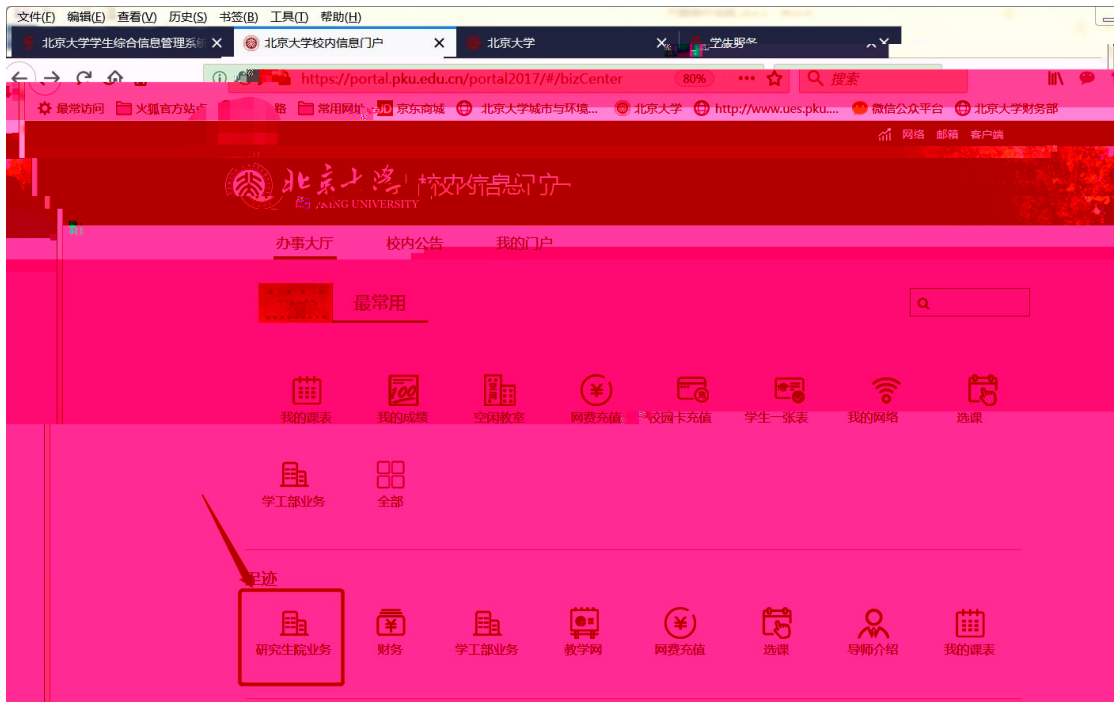 文件(F) 编辑(E) 查看(V) 历史(S) 书签(B) 工具(T) 帮助(H)
北京大学学生综合信息管理系统 北京大学校内信息门户 北京大学
https://portal.pku.edu.cn/portal2017/#/bizCenter 80% 搜索
最常访问 火狐官方站点 常用网址 京东商城 北京大学城市与环境... 北京大学 http://www.ues.pku.... 微信公众平台 北京大学财务部
网络 邮箱 客户端
北京大学 校内信息门户
UNIVERSITY
办事大厅 校内公告 我的门户
最常用
我的课表 我的成绩 空闲教室 网费充值 校园卡充值 学生一张表 我的网络 选课
学工部业务 全部
足迹
研究生院业务 财务 学工部业务 教学网 网费充值 选课 导师介绍 我的课表